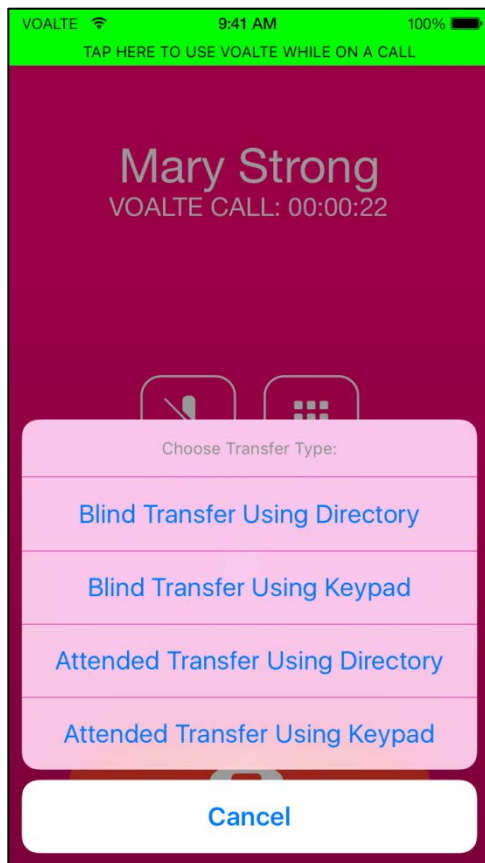 VOALTE 9:41 AM 100%
TAP HERE TO USE VOALTE WHILE ON A CALL
Mary Strong
VOALTE CALL: 00:00:22
Choose Transfer Type:
Blind Transfer Using Directory
Blind Transfer Using Keypad
Attended Transfer Using Directory
Attended Transfer Using Keypad
Cancel